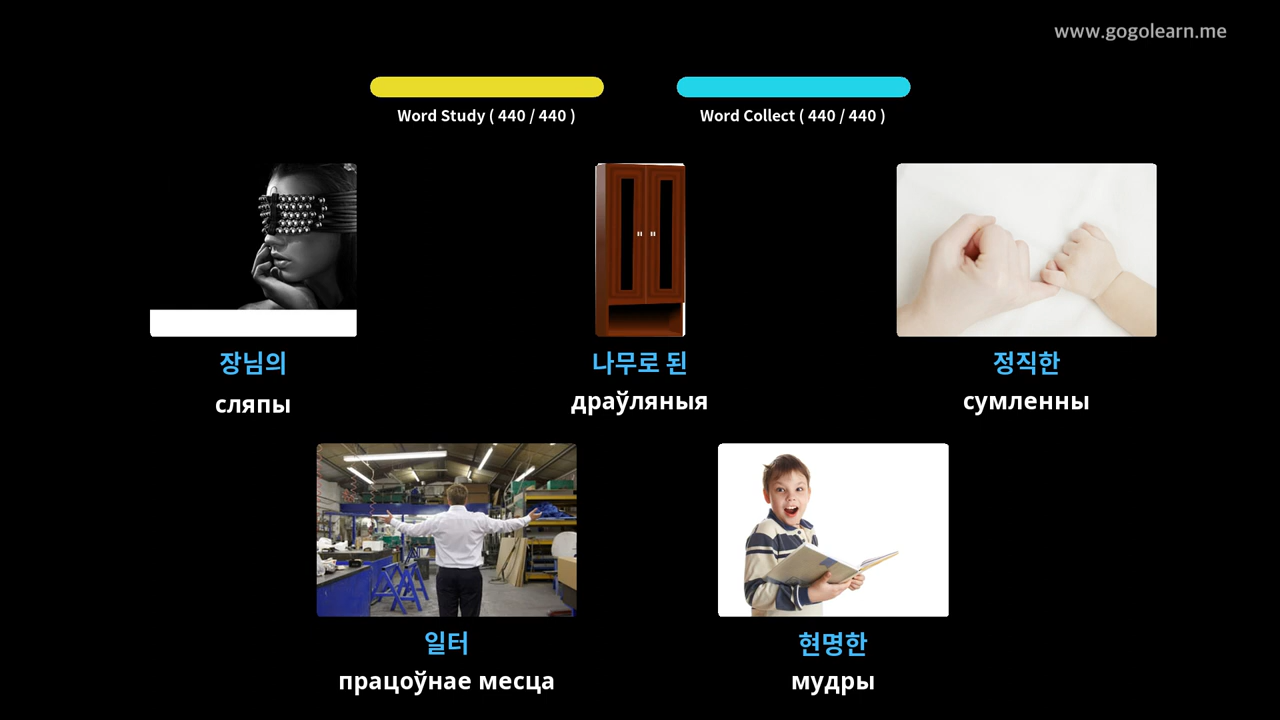 www.gogolearn.me
Word Study ( 440 / 440 )
Word Collect ( 440 / 440 )
장님의
сляпы
나무로 된
драўляныя
정직한
сумленны
일터
працоўнае месца
현명한
мудры